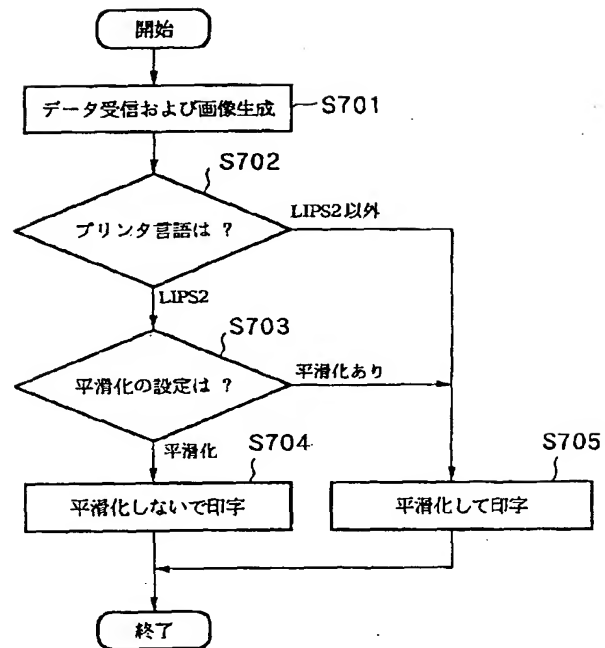 開始
データ受信および画像生成
S701
S702
プリンタ言語は ?
LIPS2以外
LIPS2
S703
平滑化の設定は ?
平滑化あり
平滑化
S704
S705
平滑化しないで印字
平滑化して印字
終了